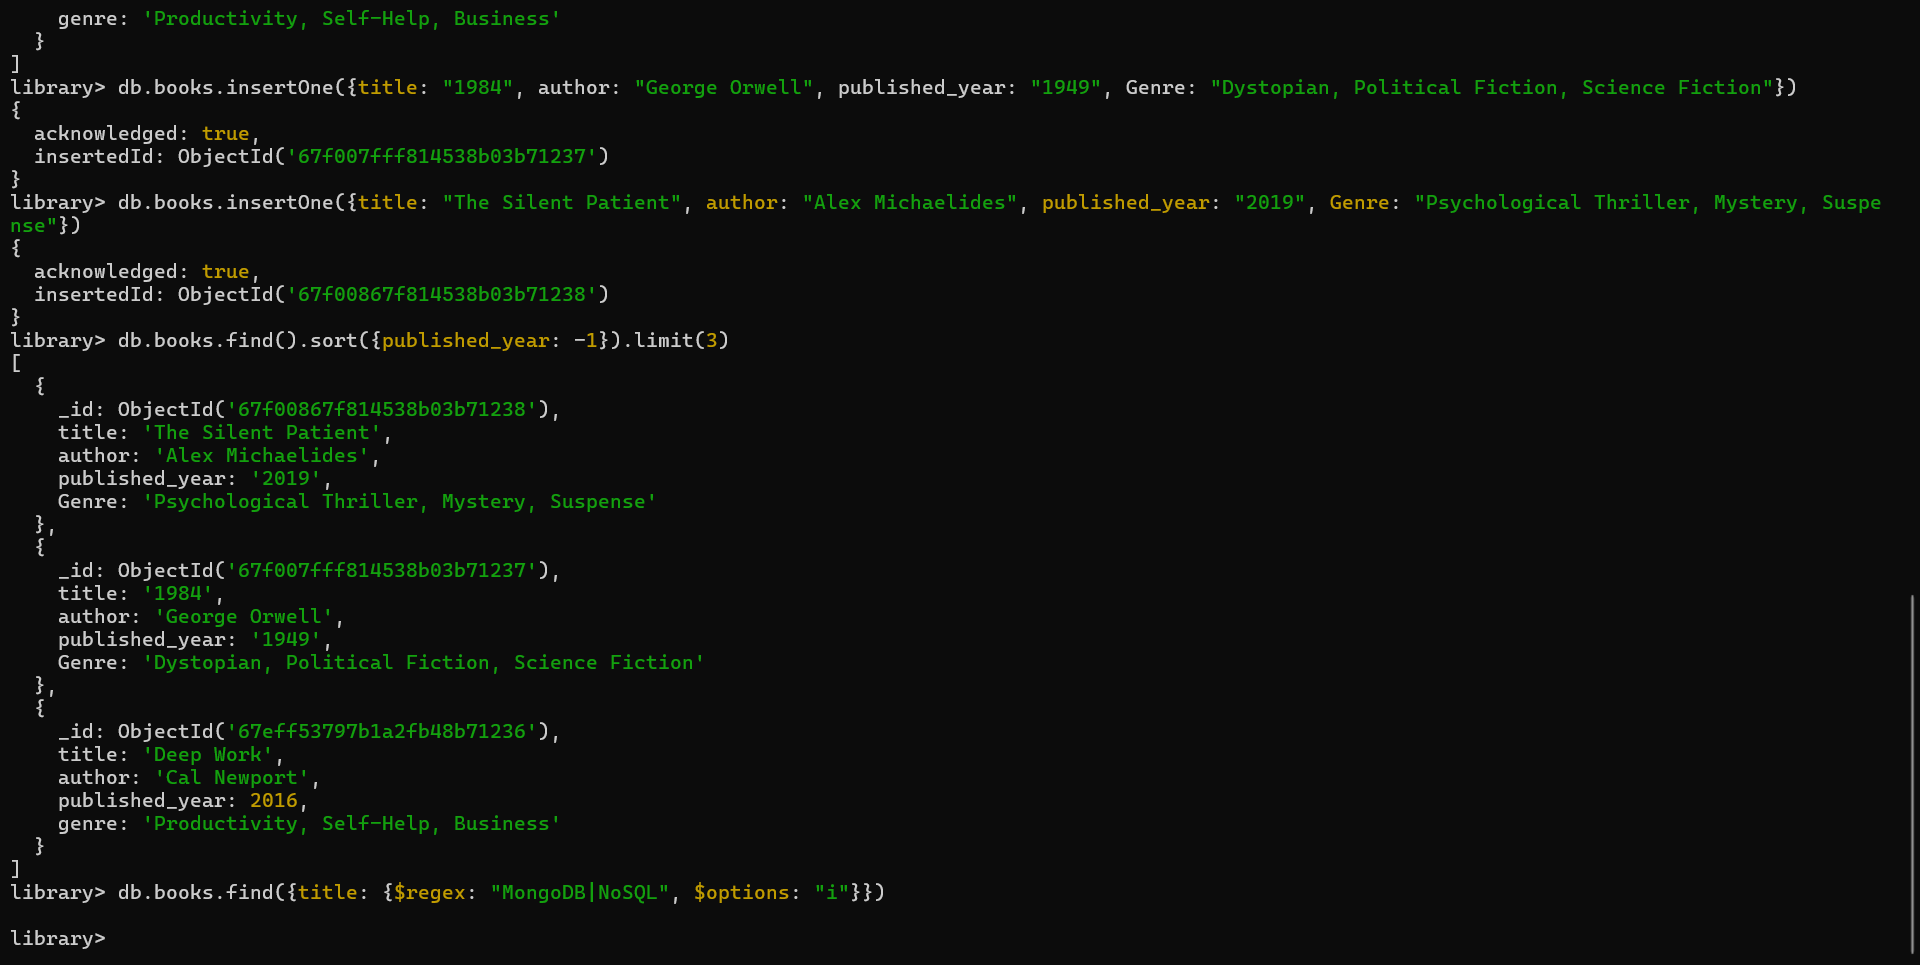 genre: 'Productivity, Self-Help, Business'
  }
]
library> db.books.insertOne({title: "1984", author: "George Orwell", published_year: "1949", Genre: "Dystopian, Political Fiction, Science Fiction"})
{
  acknowledged: true,
  insertedId: ObjectId('67f007fff814538b03b71237')
}
library> db.books.insertOne({title: "The Silent Patient", author: "Alex Michaelides", published_year: "2019", Genre: "Psychological Thriller, Mystery, Suspe
nse"})
{
  acknowledged: true,
  insertedId: ObjectId('67f00867f814538b03b71238')
}
library> db.books.find().sort({published_year: -1}).limit(3)
[
  {
    _id: ObjectId('67f00867f814538b03b71238'),
    title: 'The Silent Patient',
    author: 'Alex Michaelides',
    published_year: '2019',
    Genre: 'Psychological Thriller, Mystery, Suspense'
  },
  {
    _id: ObjectId('67f007fff814538b03b71237'),
    title: '1984',
    author: 'George Orwell',
    published_year: '1949',
    Genre: 'Dystopian, Political Fiction, Science Fiction'
  },
  {
    _id: ObjectId('67eff53797b1a2fb48b71236'),
    title: 'Deep Work',
    author: 'Cal Newport',
    published_year: 2016,
    genre: 'Productivity, Self-Help, Business'
  }
]
library> db.books.find({title: {$regex: "MongoDB|NoSQL", $options: "i"}})

library>